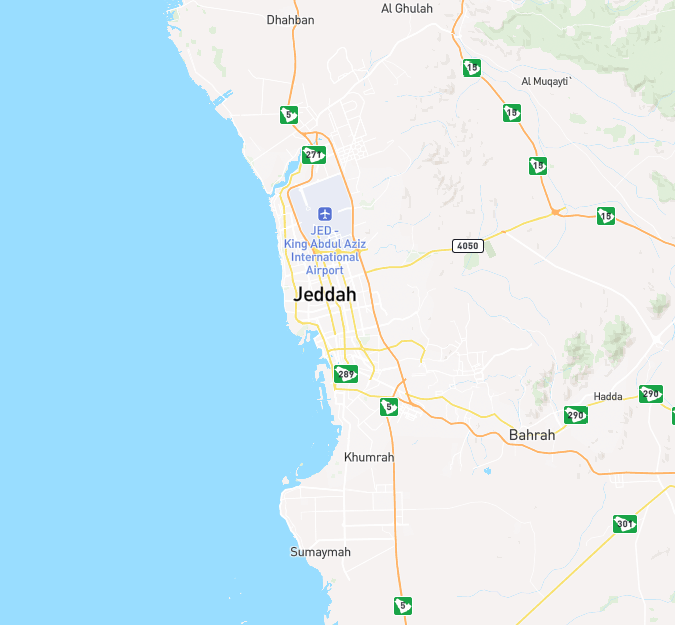 Al Ghulah
Dhahban
15
Al Muqayti`
15
5
271
15
15
JED -
King Abdul Aziz
International
Airport
4050
Jeddah
289
290
Hadda
5
290
Bahrah
Khumrah
301
Sumaymah
5